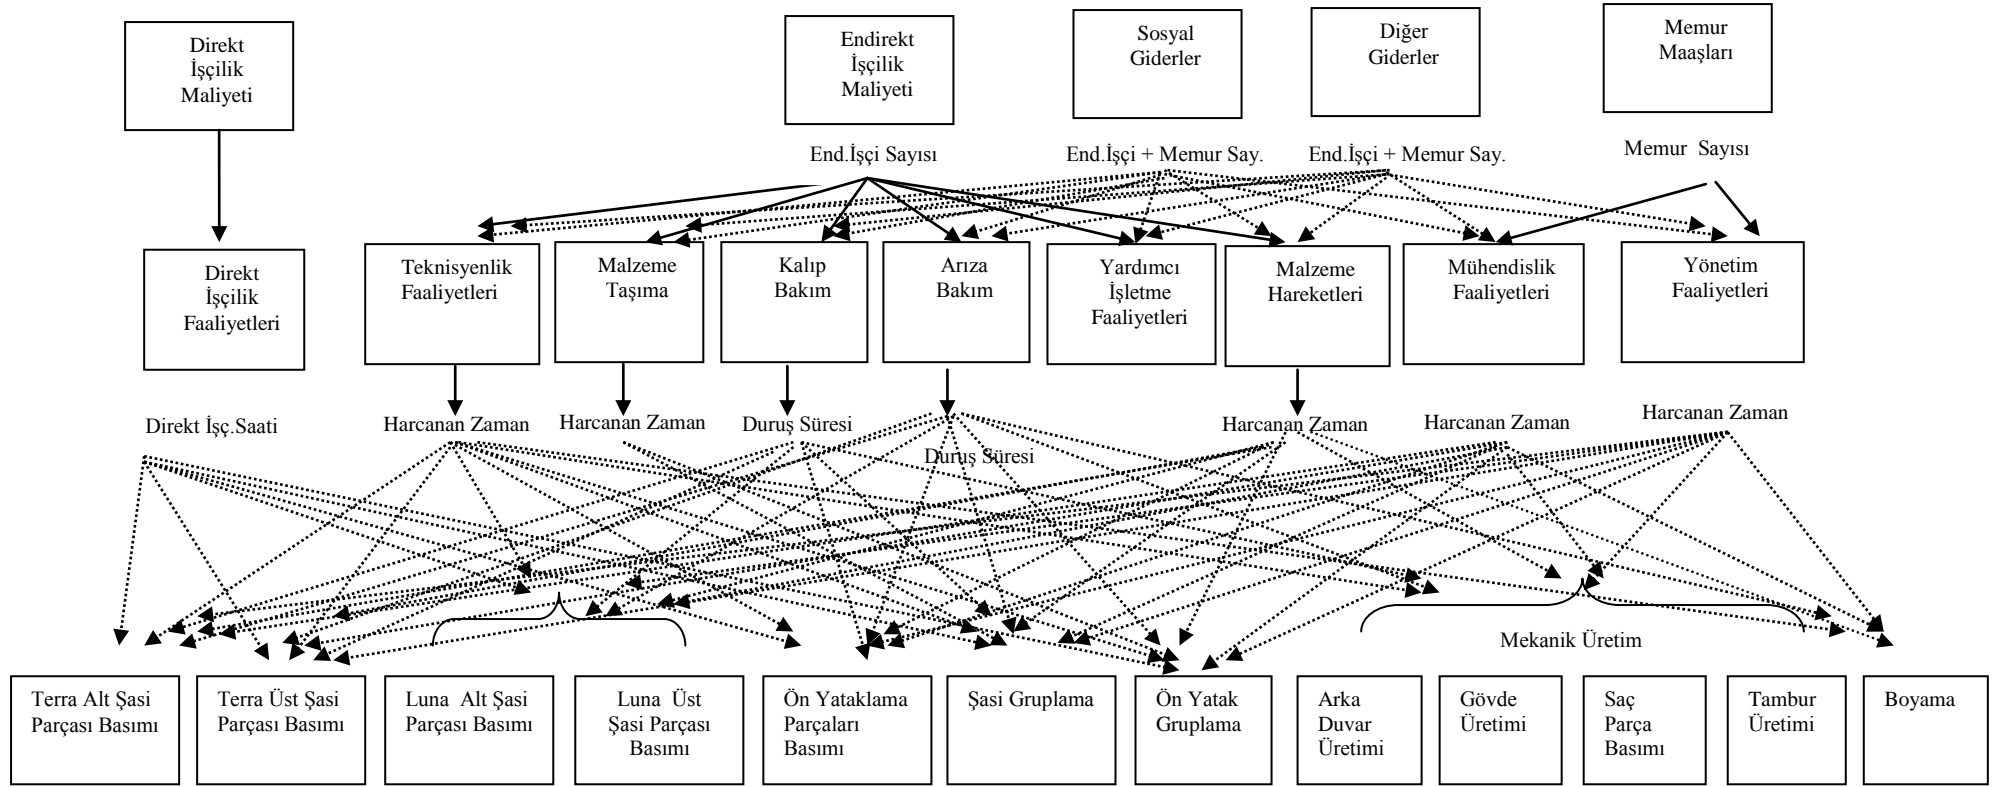 Direkt
İşçilik
Maliyeti
Endirekt
İşçilik
Maliyeti
Sosyal
Giderler
Diğer
Giderler
Memur
Maaşları
End.İşçi Sayısı
End.İşçi + Memur Say.
End.İşçi + Memur Say.
Memur Sayısı
Direkt
İşçilik
Faaliyetleri
Teknisyenlik
Faaliyetleri
Malzeme
Taşıma
Kalıp
Bakım
Arıza
Bakım
Yardımcı
İşletme
Faaliyetleri
Malzeme
Hareketleri
Mühendislik
Faaliyetleri
Yönetim
Faaliyetleri
Direkt İşç.Saati
Harcanan Zaman
Harcanan Zaman
Duruş Süresi
Duruş Süresi
Harcanan Zaman
Harcanan Zaman
Harcanan Zaman
Mekanik Üretim
Terra Alt Şasi
Parçası Basımı
Terra Üst Şasi
Parçası Basımı
Luna Alt Şasi
Parçası Basımı
Luna Üst
Şasi Parçası
Basımı
Ön Yataklama
Parçaları
Basımı
Şasi Gruplama
Ön Yatak
Gruplama
Arka
Duvar
Üretimi
Gövde
Üretimi
Saç
Parça
Basımı
Tambur
Üretimi
Boyama